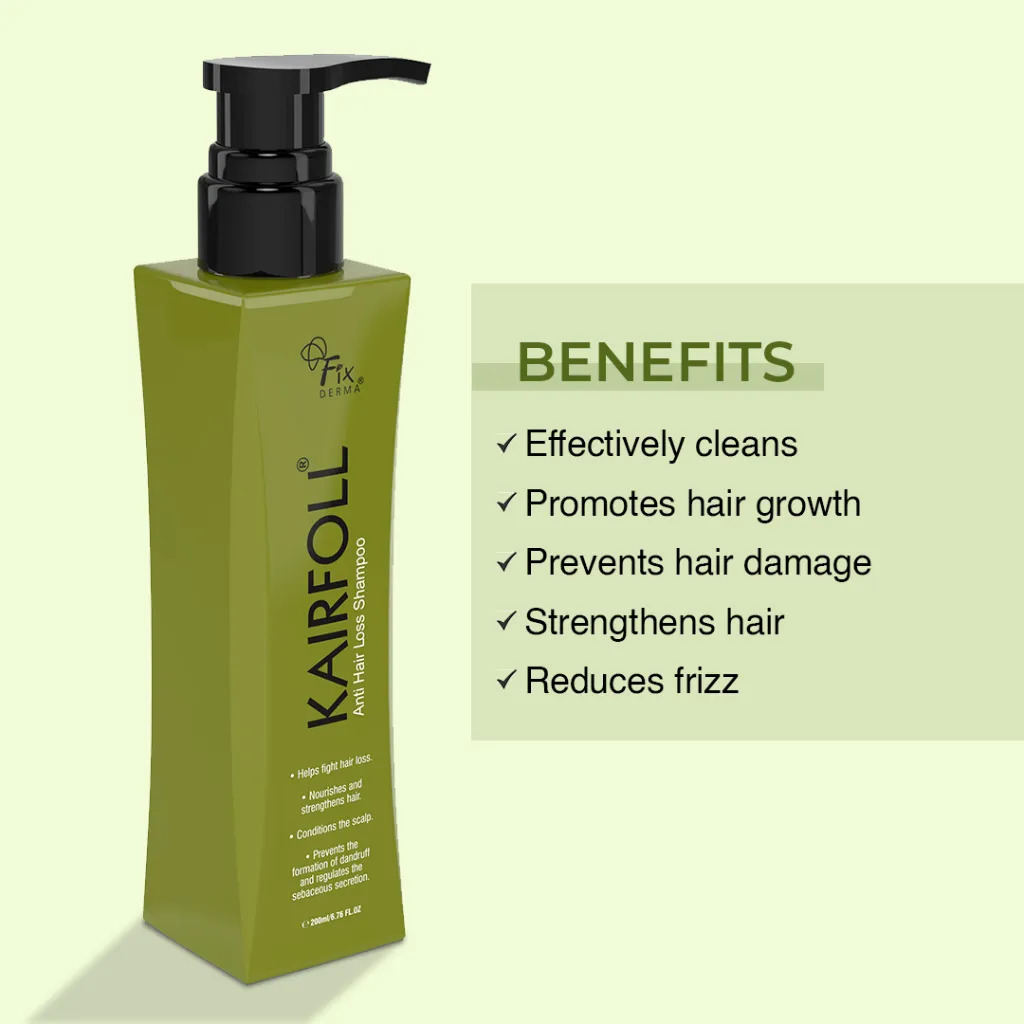 Fix
DERMA®
KAIRFOLL®
Anti Hair Loss Shampoo
• Helps fight hair loss.
• Nourishes and
strengthens hair.
• Conditions the scalp.
• Prevents the
formation of dandruff
and regulates the
sebaceous secretion.
℮ 200ml/6.76 FL.OZ
BENEFITS
✓ Effectively cleans
✓ Promotes hair growth
✓ Prevents hair damage
✓ Strengthens hair
✓ Reduces frizz